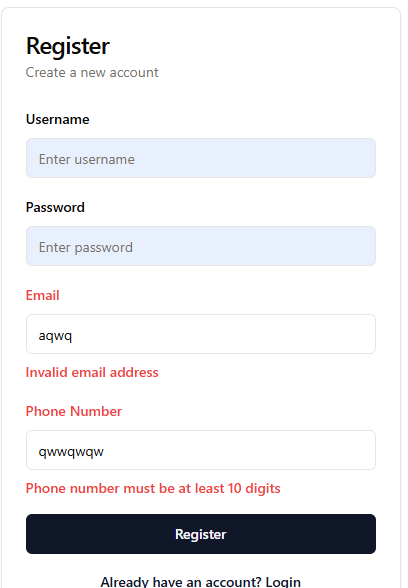 Register
Create a new account
Username
Enter username
Password
Enter password
Email
aqwq
Invalid email address
Phone Number
qwwqwqw
Phone number must be at least 10 digits
Register
Already have an account? Login